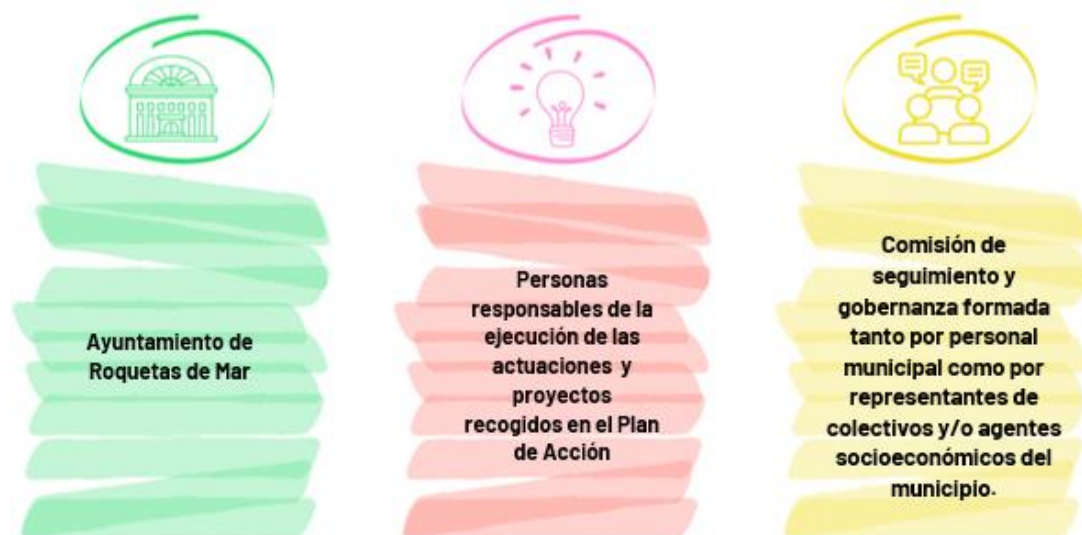 Ayuntamiento de
Roquetas de Mar
Personas
responsables de la
ejecución de las
actuaciones y
proyectos
recogidos en el Plan
de Acción
Comisión de
seguimiento y
gobernanza formada
tanto por personal
municipal como por
representantes de
colectivos y/o agentes
socioeconómicos del
municipio.